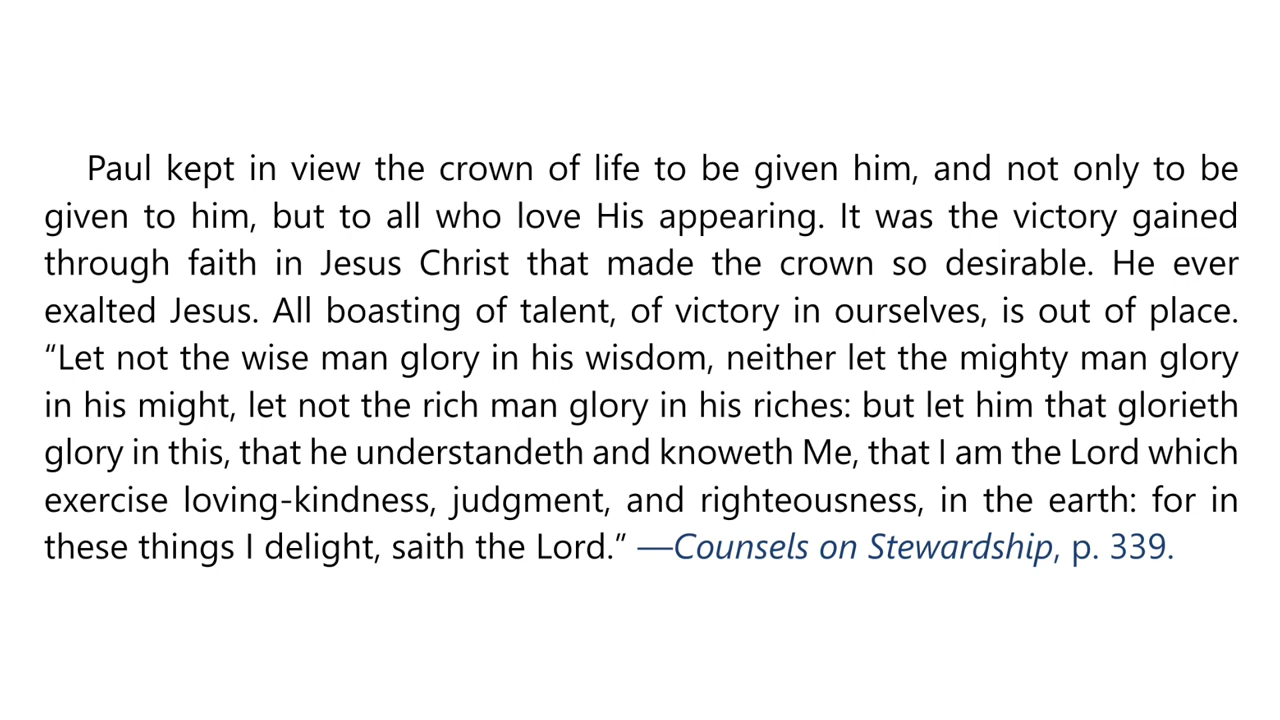 Paul kept in view the crown of life to be given him, and not only to be
given to him, but to all who love His appearing. It was the victory gained
through faith in Jesus Christ that made the crown so desirable. He ever
exalted Jesus. All boasting of talent, of victory in ourselves, is out of place.
“Let not the wise man glory in his wisdom, neither let the mighty man glory
in his might, let not the rich man glory in his riches: but let him that glorieth
glory in this, that he understandeth and knoweth Me, that I am the Lord which
exercise loving-kindness, judgment, and righteousness, in the earth: for in
these things I delight, saith the Lord.” —Counsels on Stewardship, p. 339.